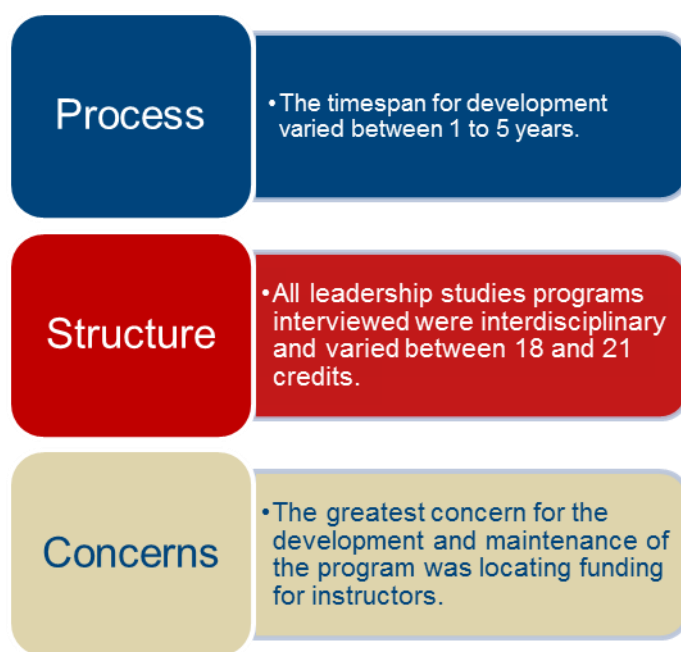 Process
•The timespan for development
varied between 1 to 5 years.
Structure
•All leadership studies programs
interviewed were interdisciplinary
and varied between 18 and 21
credits.
Concerns
•The greatest concern for the
development and maintenance of
the program was locating funding
for instructors.